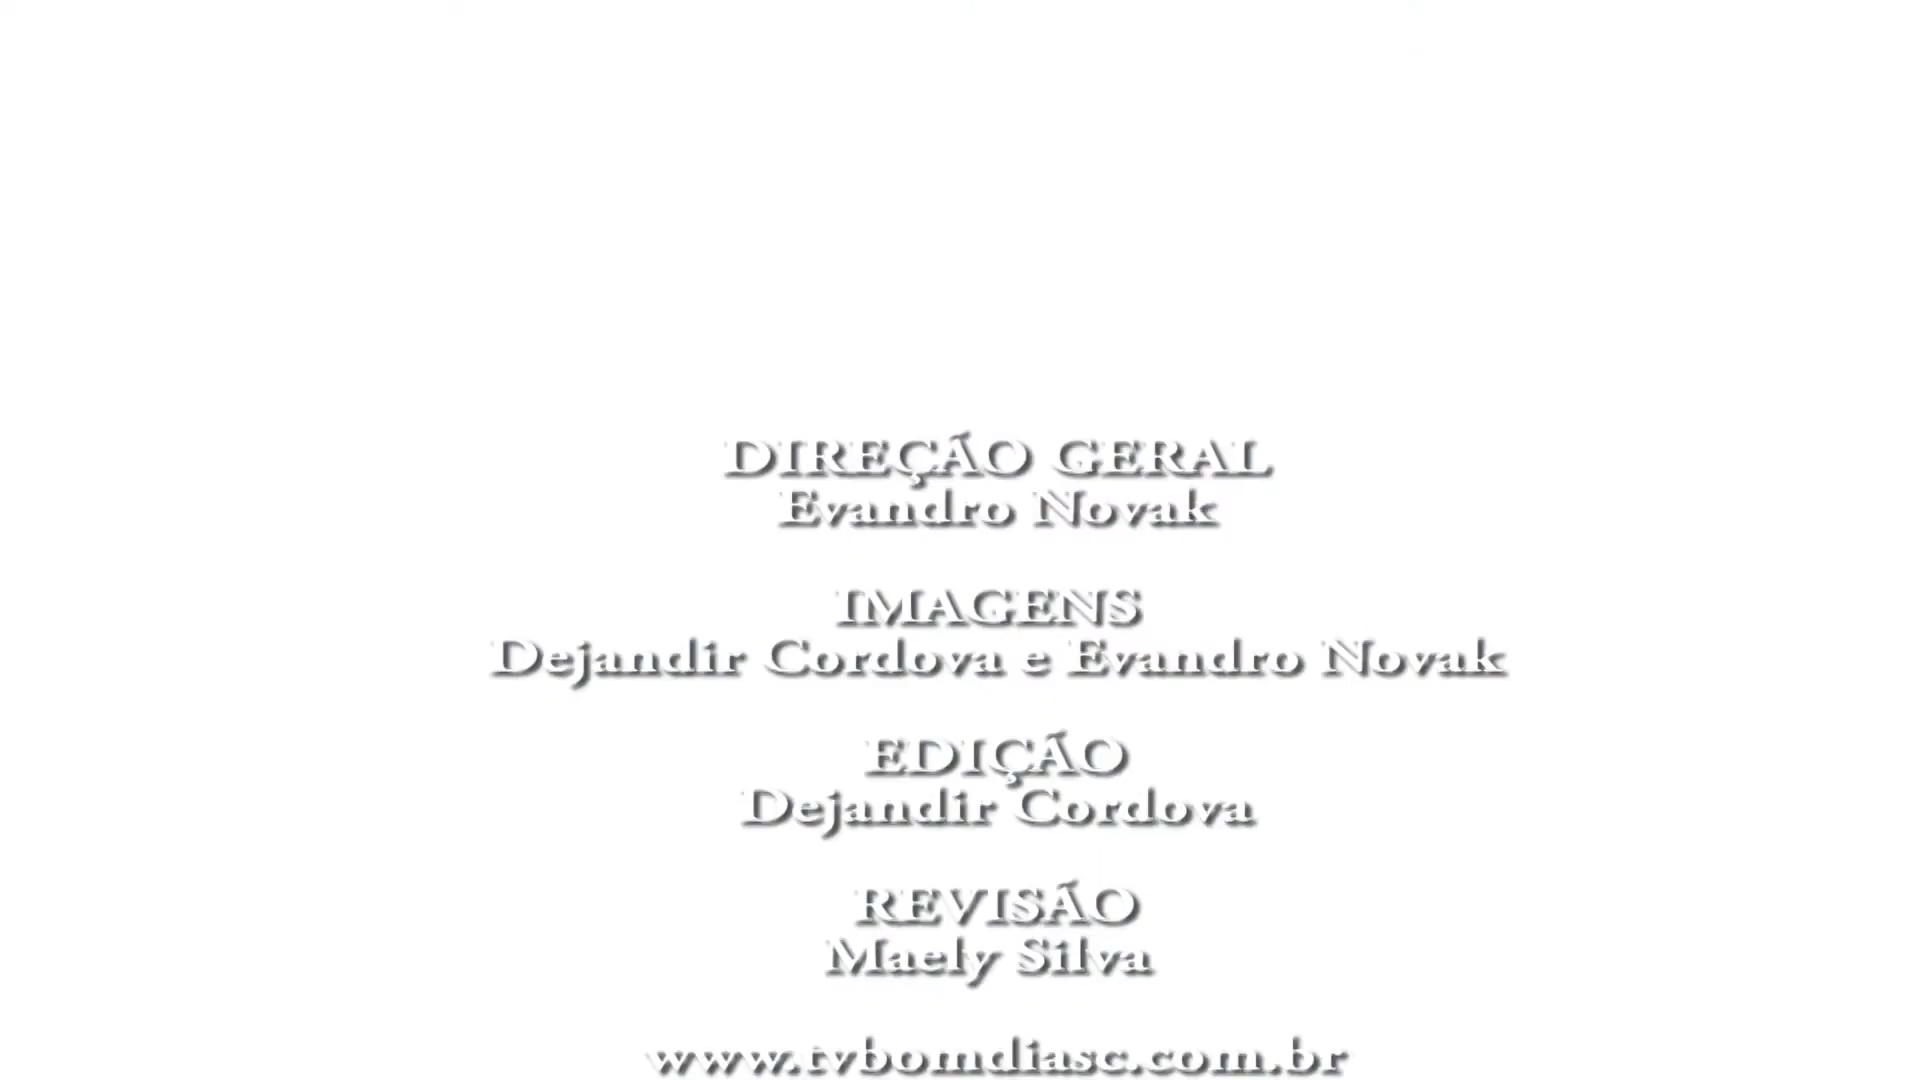 DIREÇÃO GERAL
Evandro Novak
IMAGENS
Dejandir Cordova e Evandro Novak
EDIÇÃO
Dejandir Cordova
REVISÃO
Maely Silva
www.tvbomdiasc.com.br